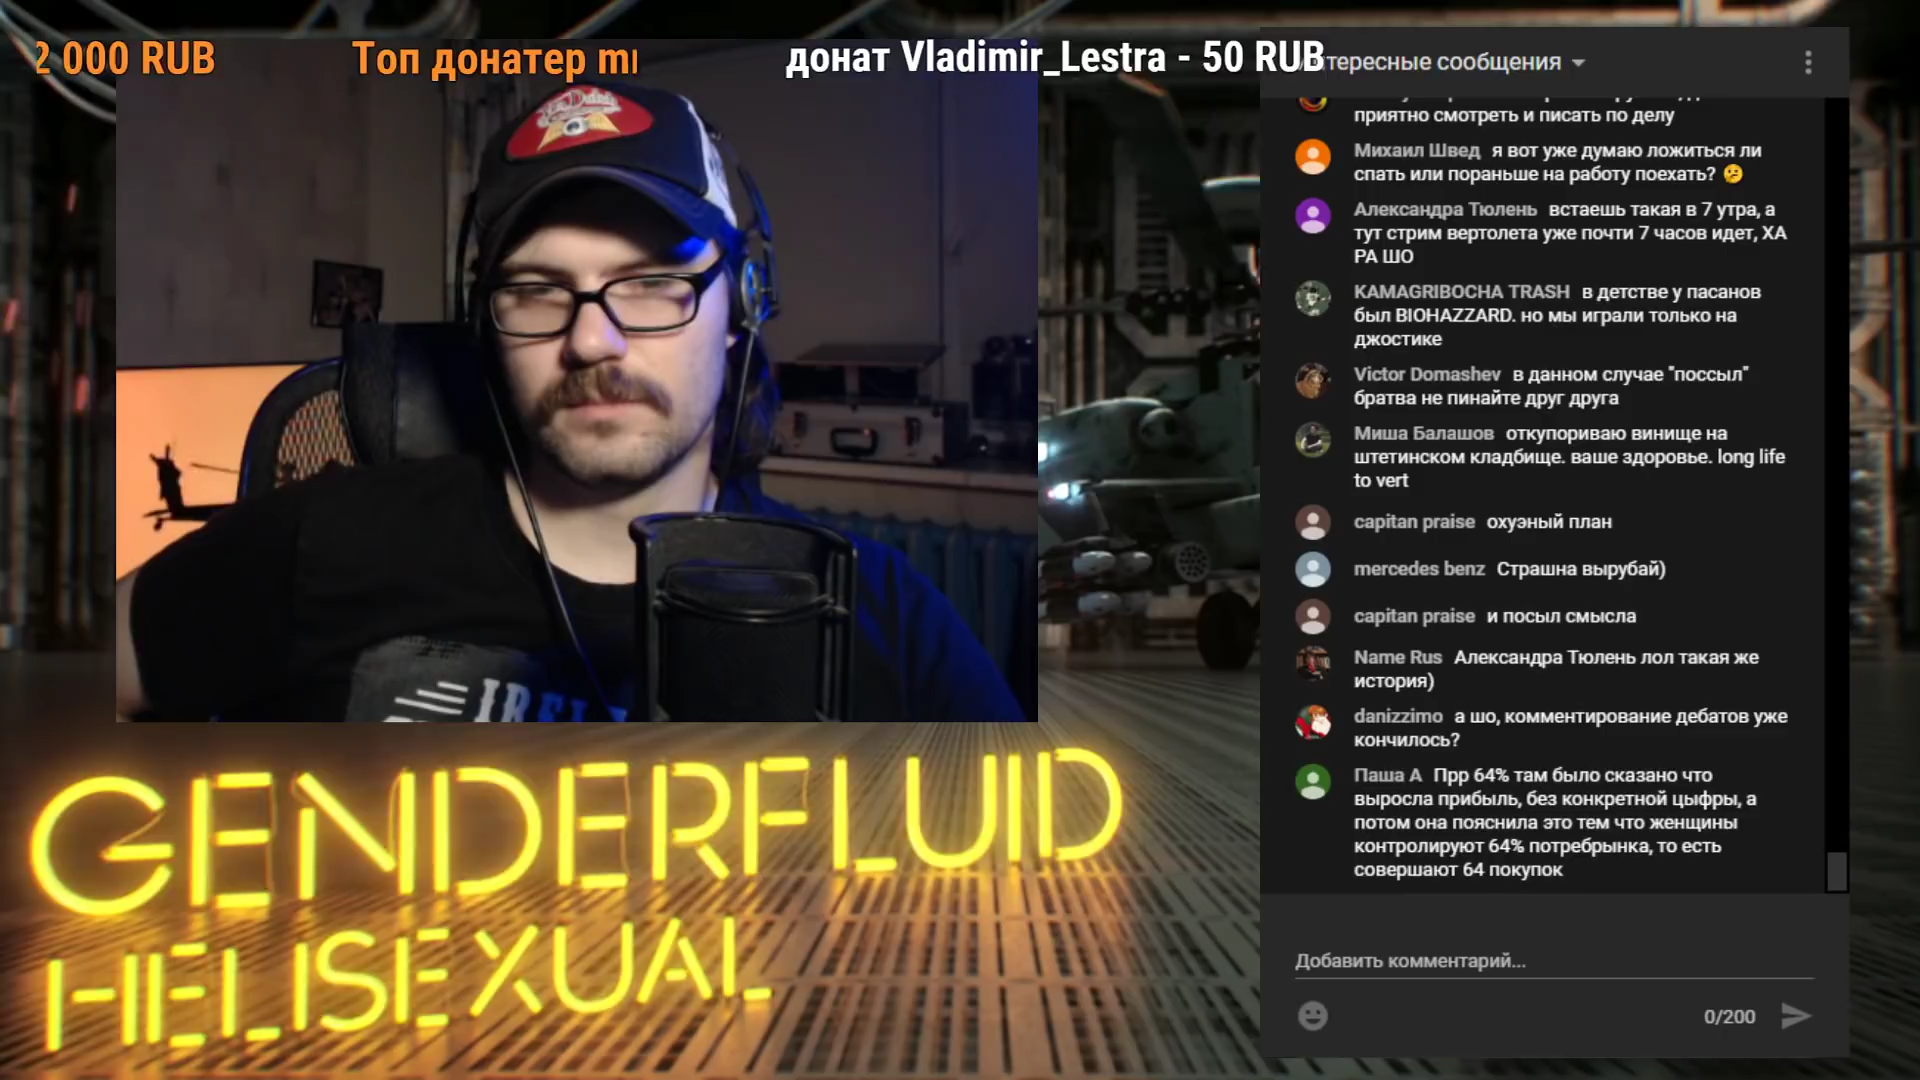 2 000 RUB
Топ донатер
донат Vladimir_Lestra - 50 RUB
тересные сообщения
приятно смотреть и писать по делу
Михаил Швед я вот уже думаю ложиться ли
спать или пораньше на работу поехать? 🤔
Александра Тюлень встаешь такая в 7 утра, а
тут стрим вертолета уже почти 7 часов идет, ХА
РА ШО
KAMAGRIBOCHA TRASH в детстве у пасанов
был BIOHAZZARD. но мы играли только на
джостике
Victor Domashev в данном случае "поссыл"
братва не пинайте друг друга
Миша Балашов откупориваю винище на
штетинском кладбище. ваше здоровье. long life
to vert
capitan praise охуэный план
mercedes benz Страшна вырубай)
capitan praise и посыл смысла
Name Rus Александра Тюлень лол такая же
история)
danizzimo а шо, комментирование дебатов уже
кончилось?
Паша А Прр 64% там было сказано что
выросла прибыль, без конкретной цыфры, а
потом она пояснила это тем что женщины
контролируют 64% потребрынка, то есть
совершают 64 покупок
Добавить комментарий...
0/200
GENDERFLUID
HELISEXUAL